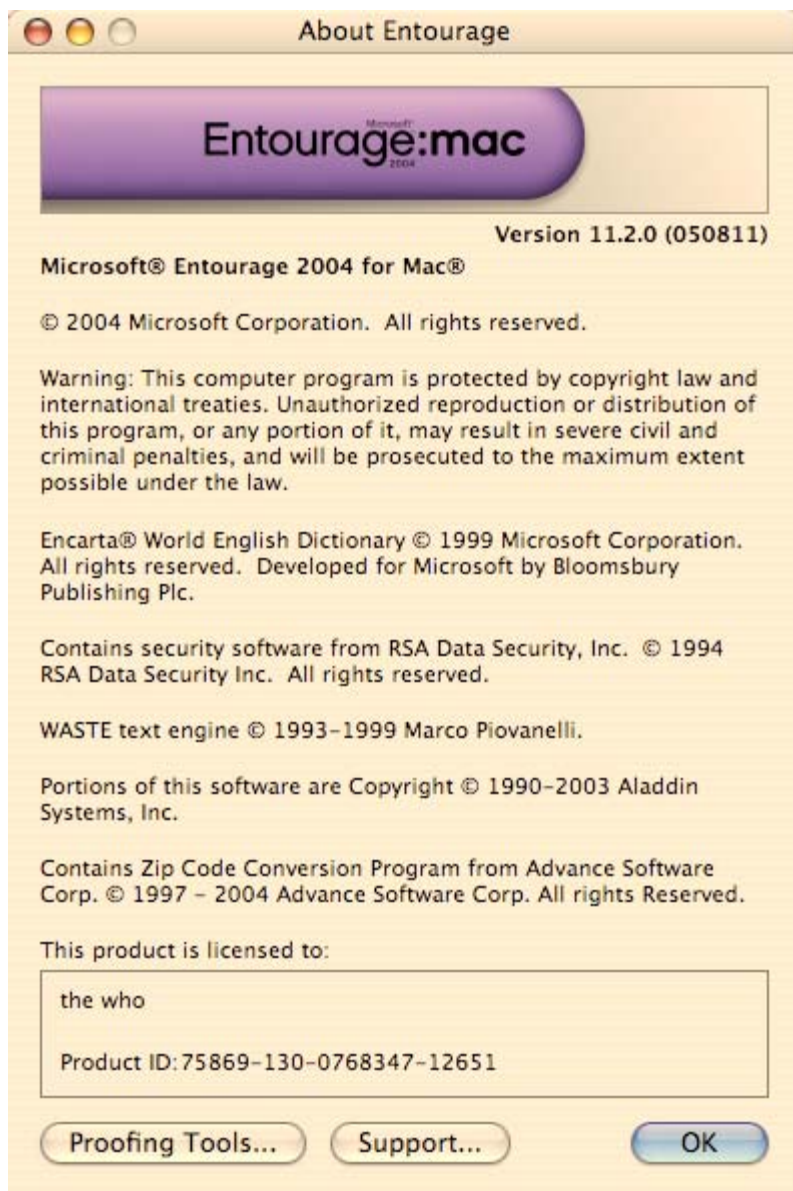 About Entourage
Microsoft®
Entourage:mac
2004
Version 11.2.0 (050811)
Microsoft® Entourage 2004 for Mac®
© 2004 Microsoft Corporation.  All rights reserved.
Warning: This computer program is protected by copyright law and
international treaties. Unauthorized reproduction or distribution of
this program, or any portion of it, may result in severe civil and
criminal penalties, and will be prosecuted to the maximum extent
possible under the law.
Encarta® World English Dictionary © 1999 Microsoft Corporation.
All rights reserved.  Developed for Microsoft by Bloomsbury
Publishing Plc.
Contains security software from RSA Data Security, Inc.  © 1994
RSA Data Security Inc.  All rights reserved.
WASTE text engine © 1993-1999 Marco Piovanelli.
Portions of this software are Copyright © 1990-2003 Aladdin
Systems, Inc.
Contains Zip Code Conversion Program from Advance Software
Corp. © 1997 - 2004 Advance Software Corp. All rights Reserved.
This product is licensed to:
the who
Product ID:75869-130-0768347-12651
Proofing Tools... Support... OK